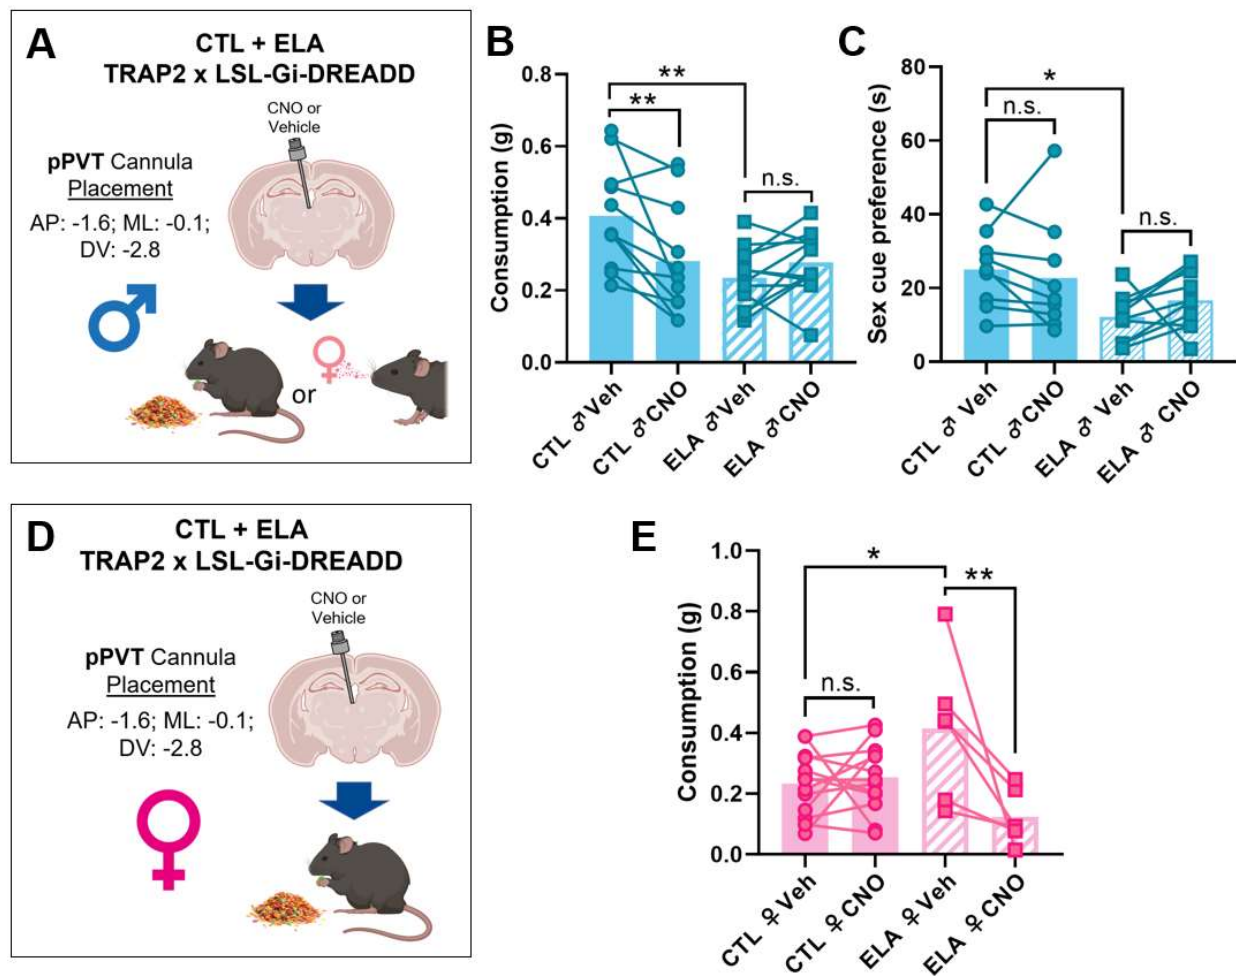 A
CTL + ELA
TRAP2 x LSL-Gi-DREADD
CNO or
Vehicle
pPVT Cannula
Placement
AP: -1.6; ML: -0.1;
DV: -2.8
or
B
Consumption (g)
0.8
0.6
0.4
0.2
0.0
**
**
n.s.
CTL ♂ Veh
CTL ♂ CNO
ELA ♂ Veh
ELA ♂ CNO
C
Sex cue preference (s)
80
60
40
20
0
*
n.s.
n.s.
CTL ♂ Veh
CTL ♂ CNO
ELA ♂ Veh
ELA ♂ CNO
D
CTL + ELA
TRAP2 x LSL-Gi-DREADD
CNO or
Vehicle
pPVT Cannula
Placement
AP: -1.6; ML: -0.1;
DV: -2.8
E
Consumption (g)
1.0
0.8
0.6
0.4
0.2
0.0
*
**
n.s.
CTL ♀ Veh
CTL ♀ CNO
ELA ♀ Veh
ELA ♀ CNO